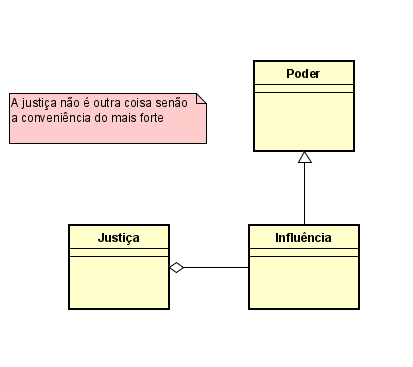 Poder
A justiça não é outra coisa senão
a conveniência do mais forte
Justiça
Influência